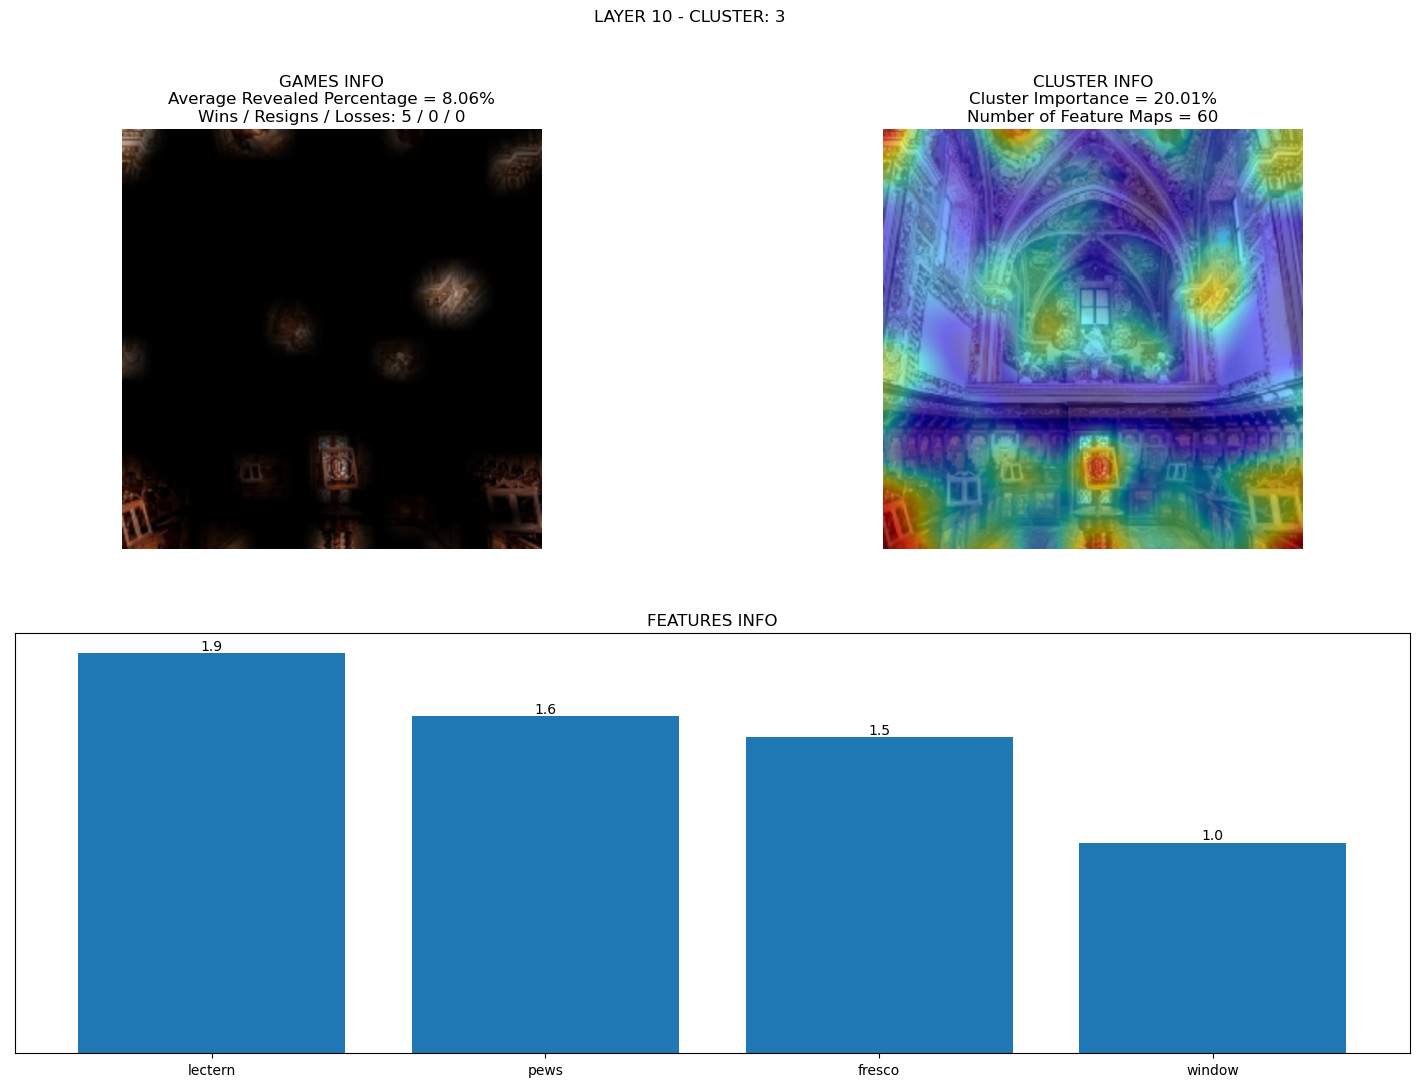 LAYER 10 - CLUSTER: 3
GAMES INFO
Average Revealed Percentage = 8.06%
Wins / Resigns / Losses: 5 / 0 / 0
CLUSTER INFO
Cluster Importance = 20.01%
Number of Feature Maps = 60
FEATURES INFO
1.9
1.6
1.5
1.0
lectern
pews
fresco
window